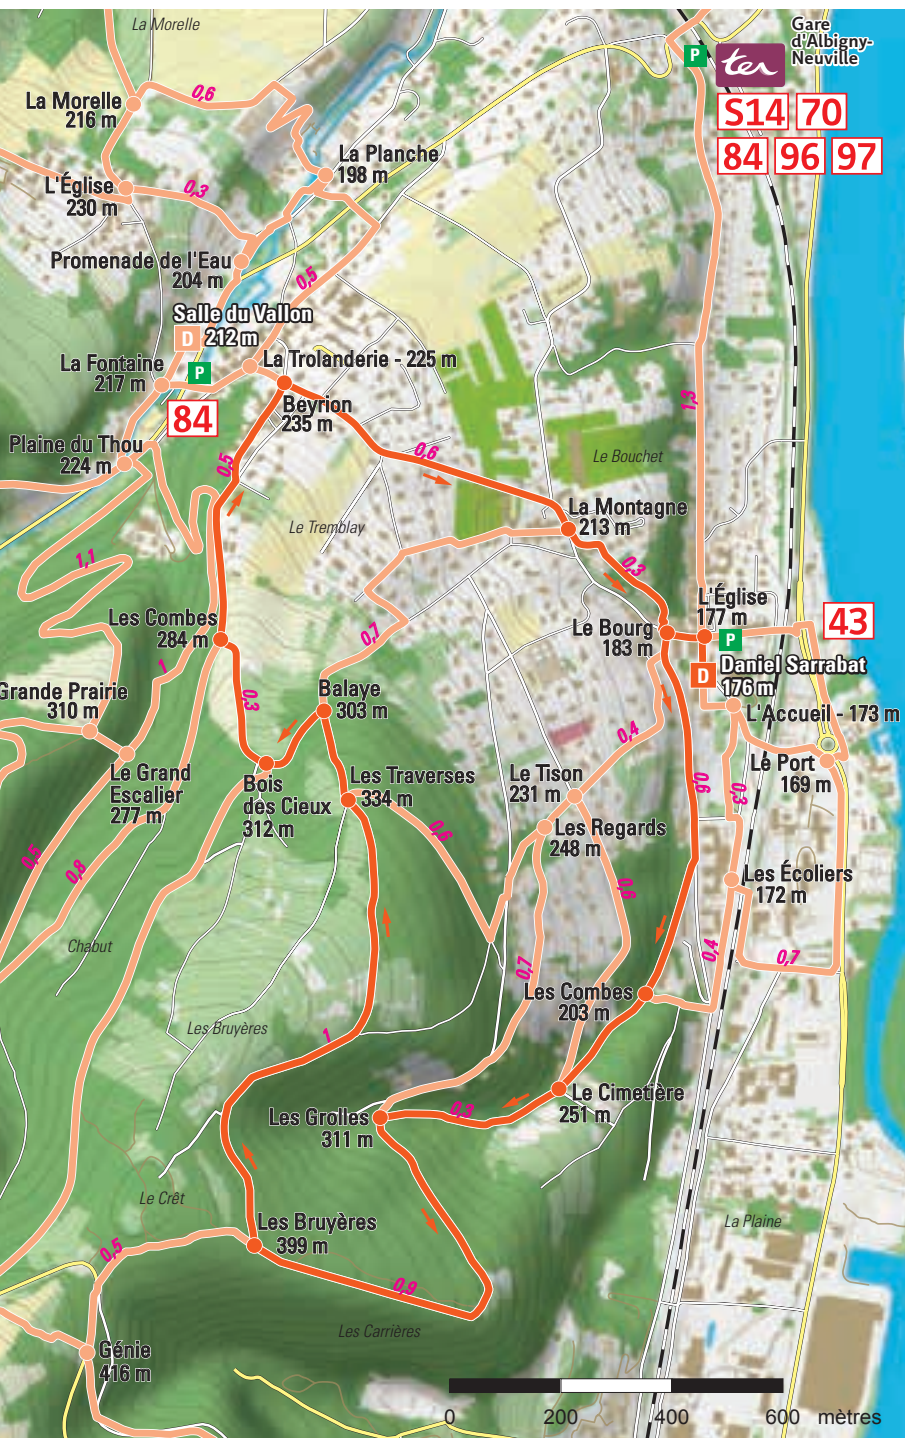 La Morelle
Gare
d'Albigny-
Neuville
P
ter
S14 70
84 96 97
La Morelle
216 m
0,6
La Planche
198 m
L'Église
230 m
0,3
Promenade de l'Eau
204 m
0,5
Salle du Vallon
D 212 m
La Trolanderie - 225 m
La Fontaine
217 m
P
84
Beyrion
235 m
1,3
Plaine du Thou
224 m
0,5
0,6
Le Bouchet
La Montagne
213 m
Le Tremblay
1,1
0,3
L'Église
177 m
Les Combes
284 m
0,7
Le Bourg
183 m
P
43
D
Daniel Sarrabat
176 m
1
Grande Prairie
310 m
0,3
Balaye
303 m
L'Accueil - 173 m
0,4
Le Port
169 m
Le Grand
Escalier
277 m
Bois
des Cieux
312 m
Les Traverses
334 m
Le Tison
231 m
0,6
0,3
0,6
Les Regards
248 m
0,5
0,8
Les Écoliers
172 m
0,6
Chabut
0,4
0,7
0,7
Les Combes
203 m
Les Bruyères
1
Le Cimetière
251 m
0,3
Les Grolles
311 m
Le Crêt
Les Bruyères
399 m
La Plaine
0,5
0,9
Les Carrières
Génie
416 m
0 200 400 600 mètres